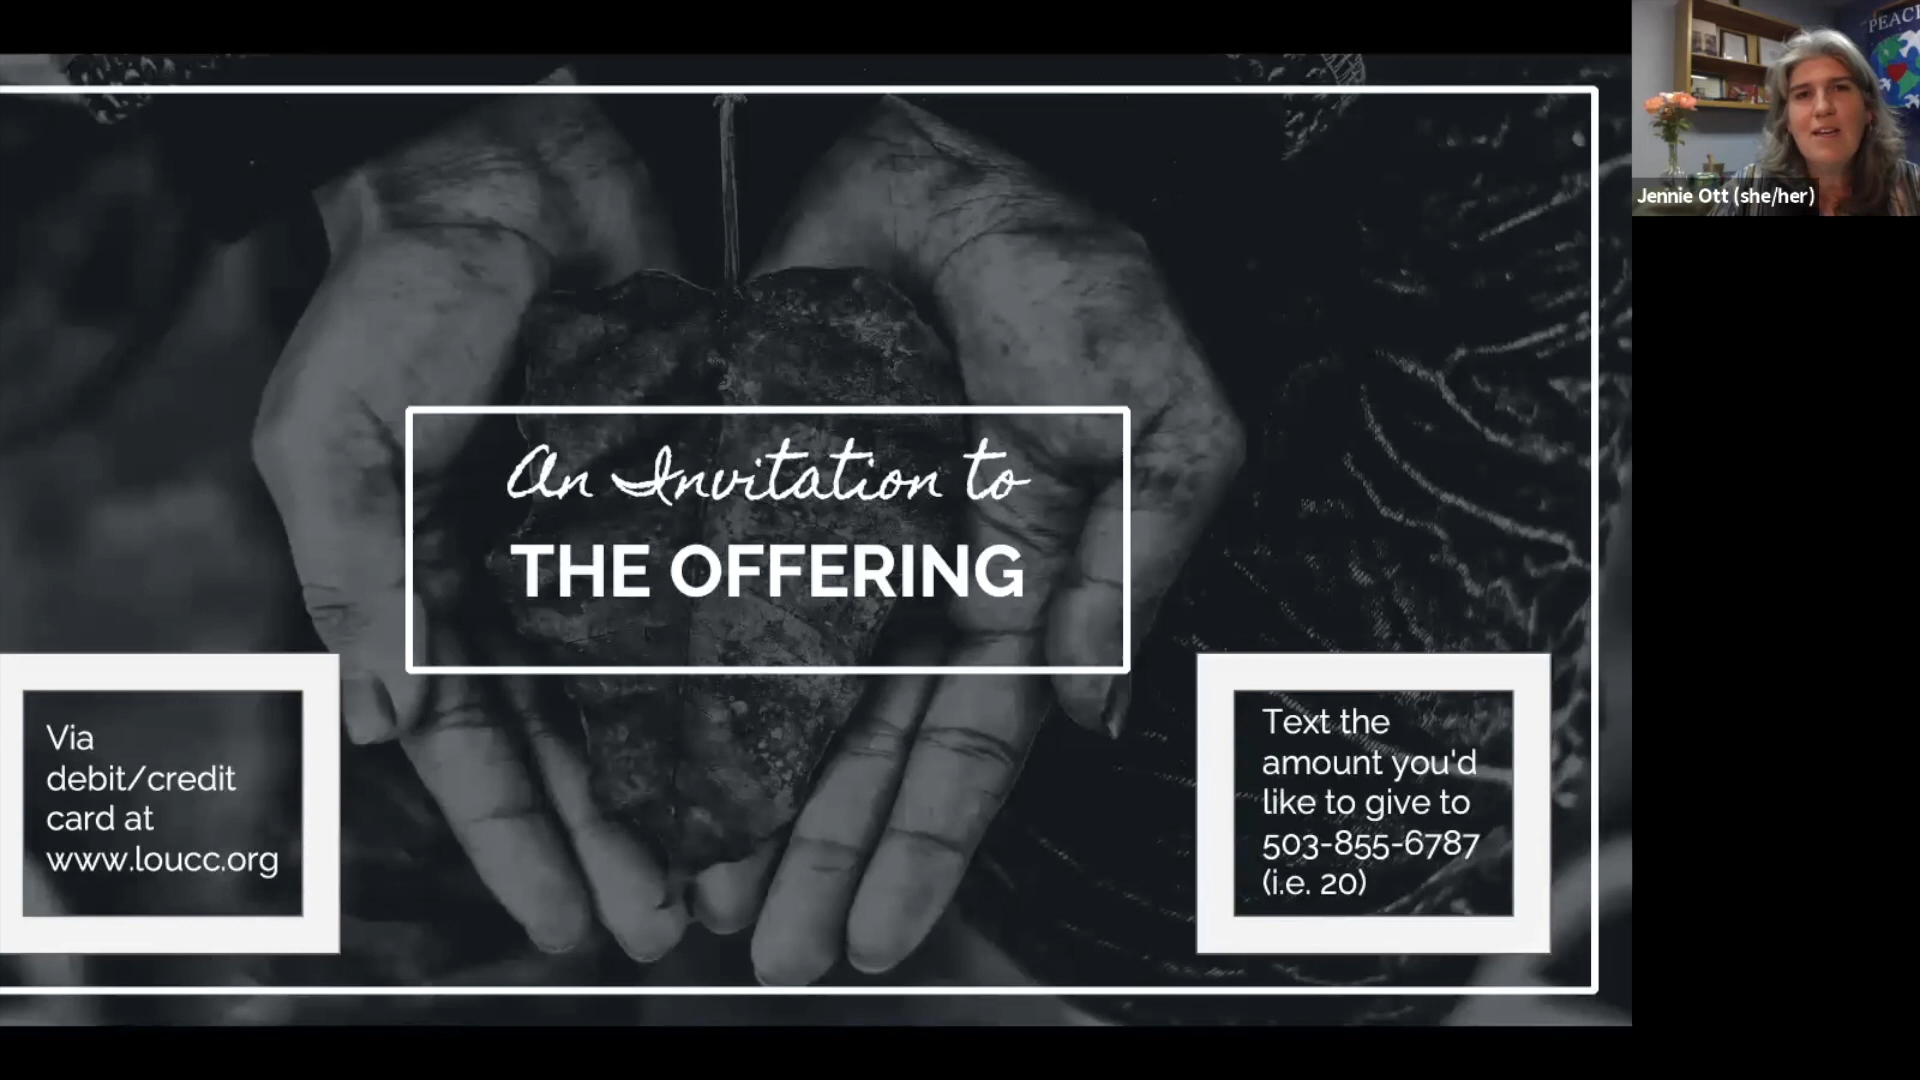 PEACE
Jennie Ott (she/her)
An Invitation to
THE OFFERING
Via
debit/credit
card at
www.loucc.org
Text the
amount you'd
like to give to
503-855-6787
(i.e. 20)